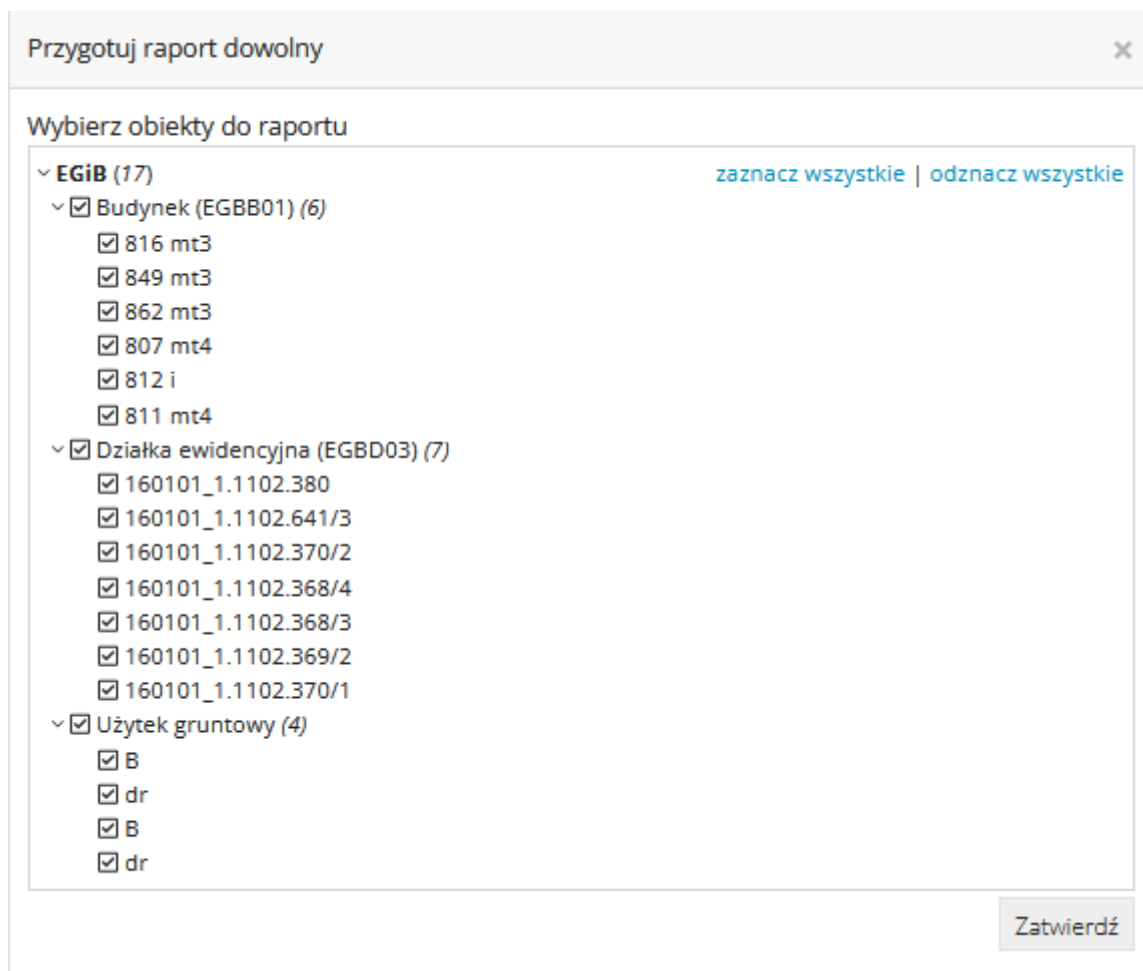 Przygotuj raport dowolny
Wybierz obiekty do raportu
EGiB (17) zaznacz wszystkie | odznacz wszystkie
Budynek (EGBB01) (6)
816 mt3
849 mt3
862 mt3
807 mt4
812 i
811 mt4
Działka ewidencyjna (EGBD03) (7)
160101_1.1102.380
160101_1.1102.641/3
160101_1.1102.370/2
160101_1.1102.368/4
160101_1.1102.368/3
160101_1.1102.369/2
160101_1.1102.370/1
Użytek gruntowy (4)
B
dr
B
dr
Zatwierdź